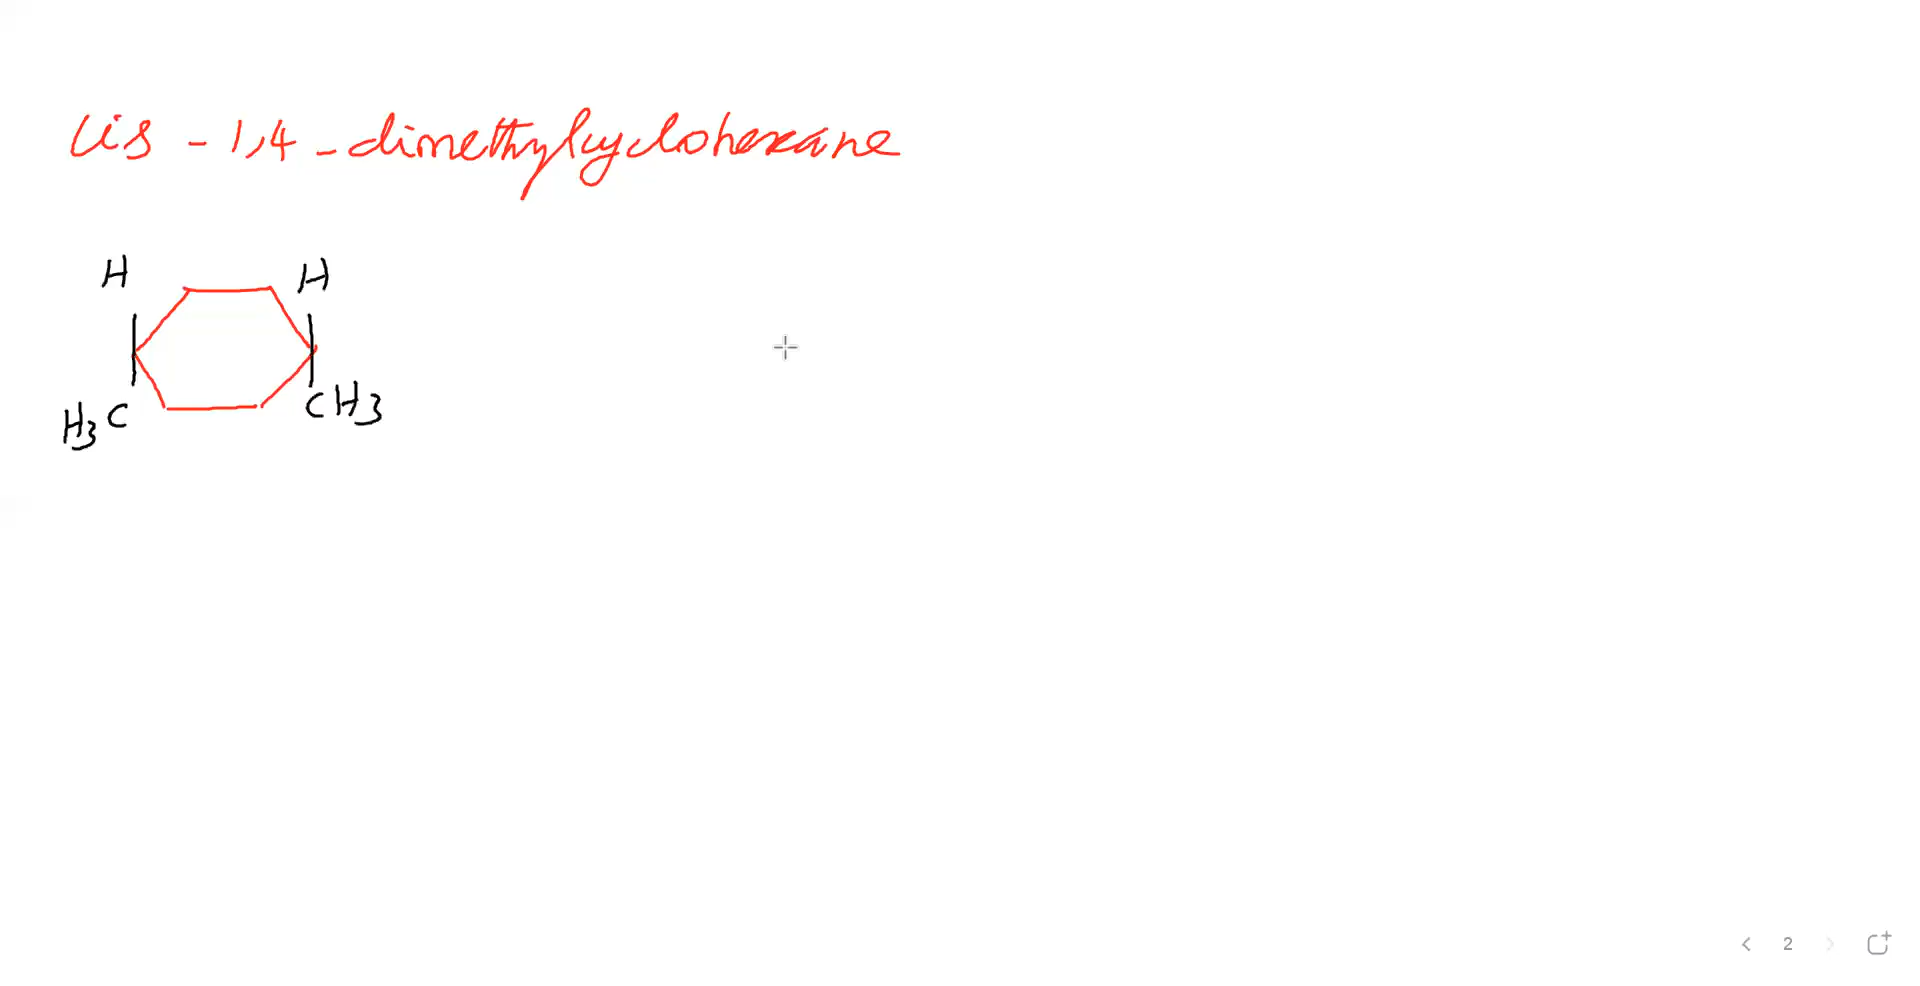 cis - 1,4 - dimethylcyclohexane
H H
H3C CH3
2